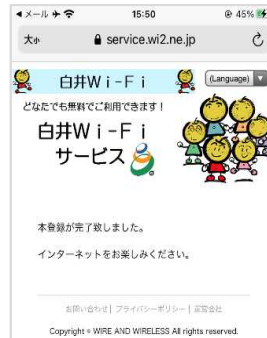 メール
15:50
45%
大小 service.wi2.ne.jp
白井Wi-Fi
(Language)
どなたでも無料でご利用できます！
白井Wi-Fi
サービス
本登録が完了致しました。
インターネットをお楽しみください。
お問い合わせ | プライバシーポリシー | 運営会社
Copyright © WIRE AND WIRELESS All rights reserved.